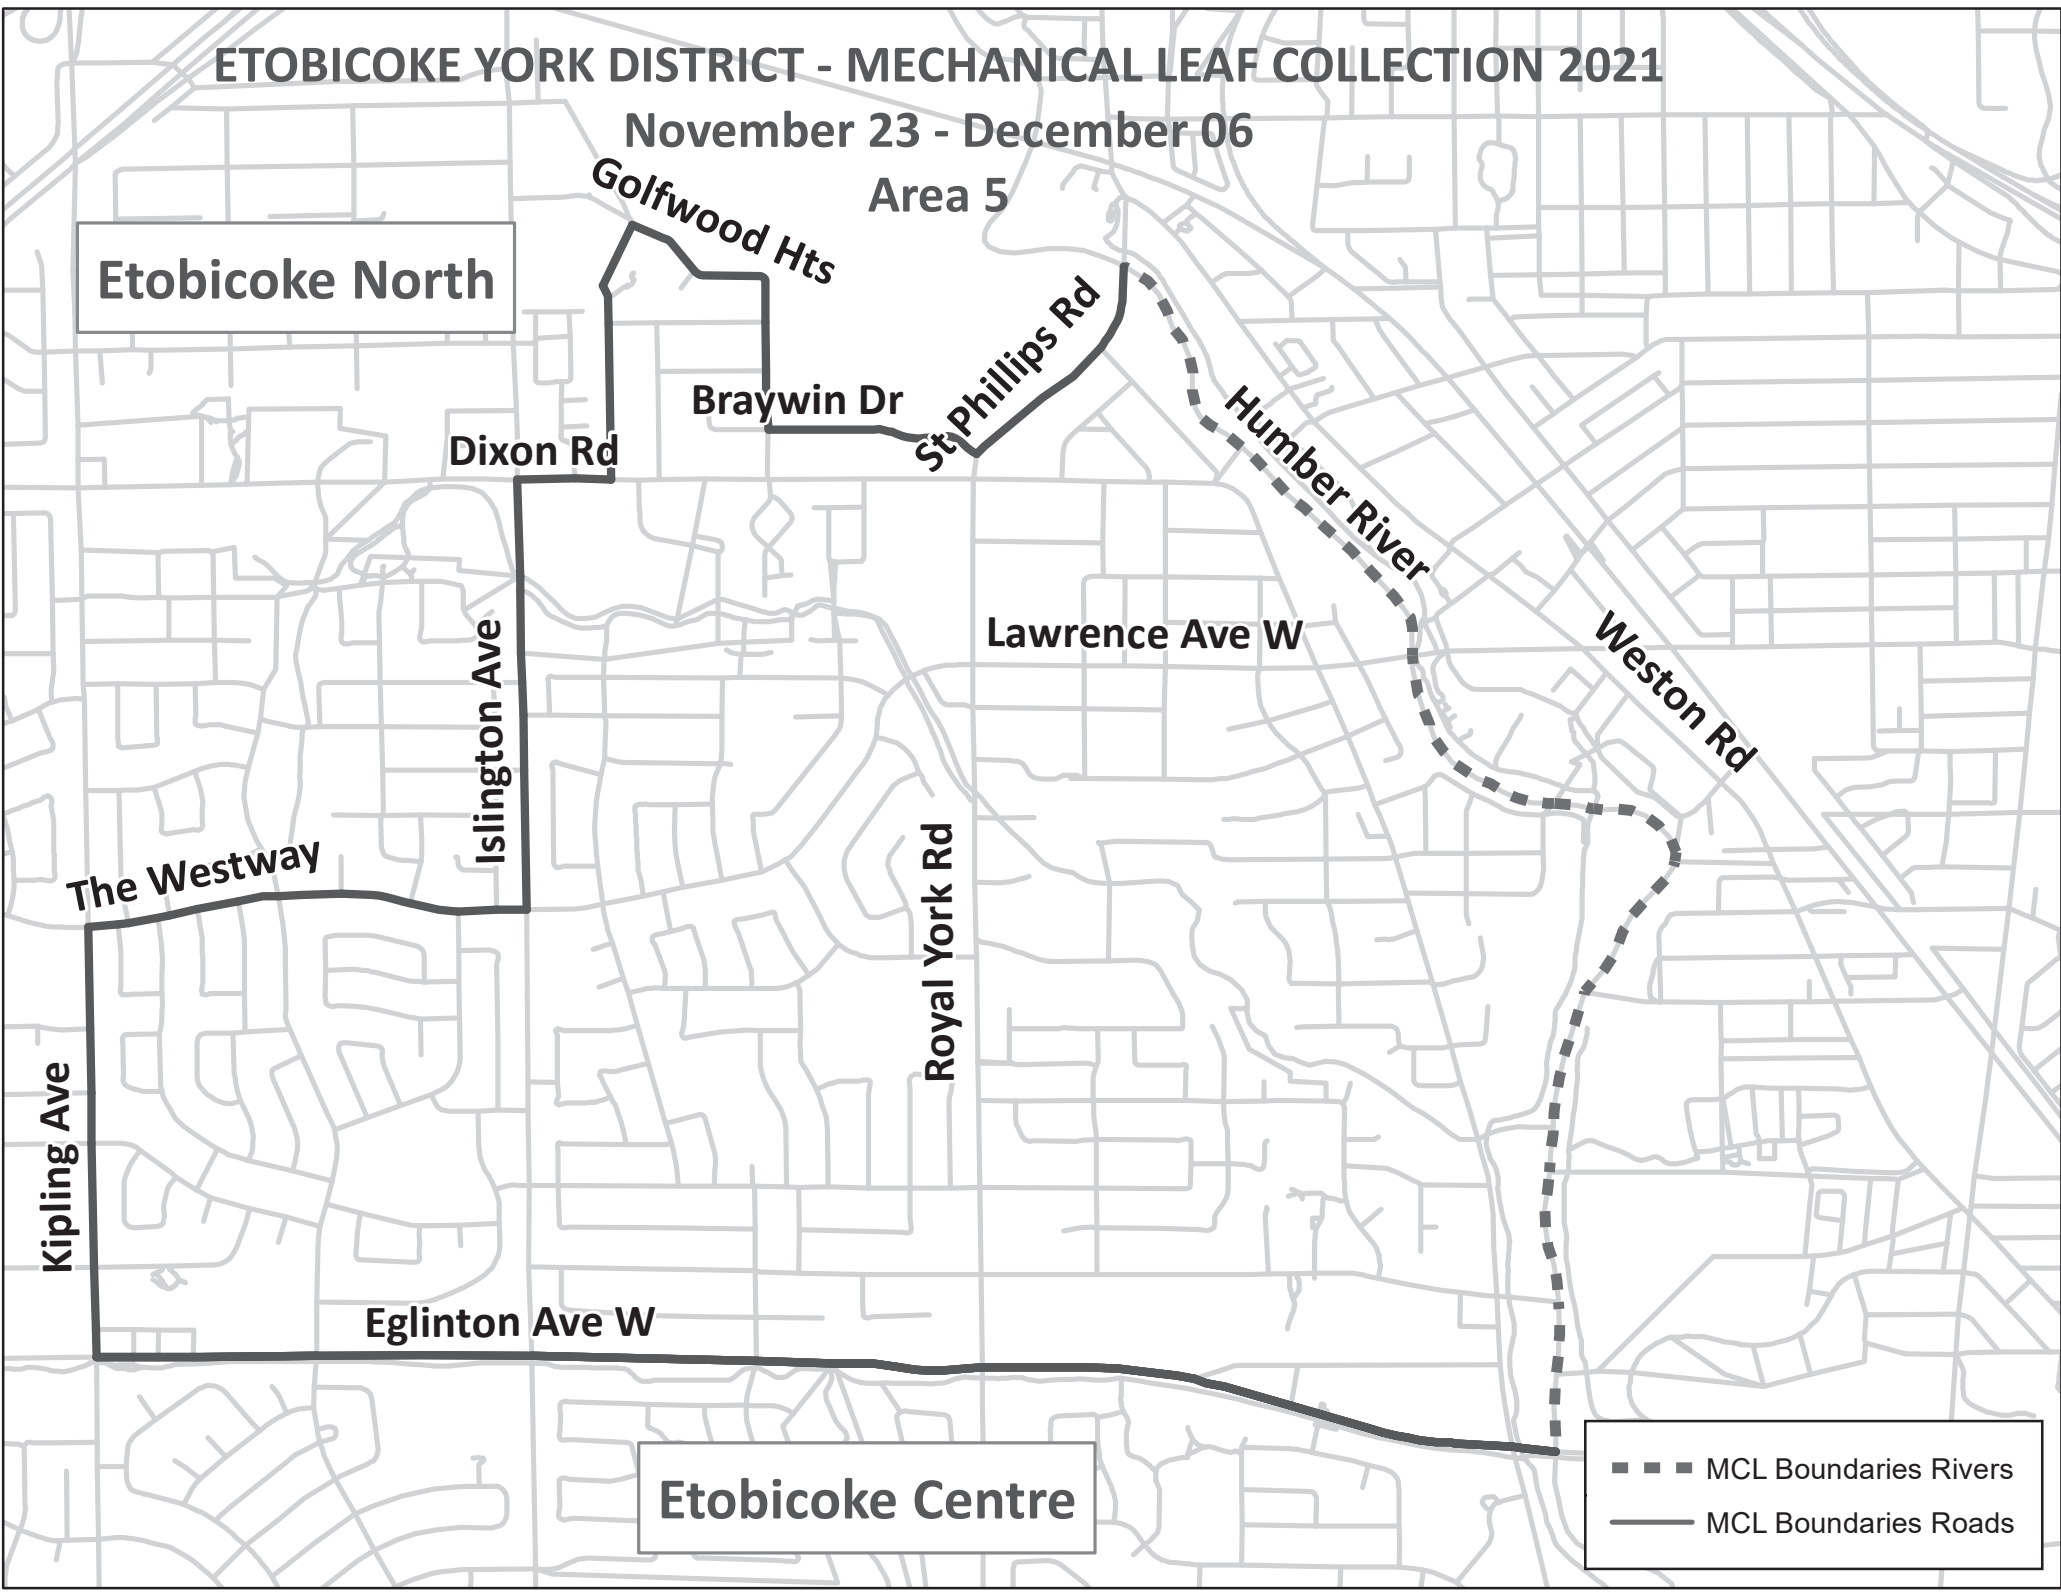 ETOBICOKE YORK DISTRICT - MECHANICAL LEAF COLLECTION 2021
November 23 - December 06
Area 5
Golfwood Hts
Etobicoke North
St Phillips Rd
Braywin Dr
Dixon Rd
Humber River
Lawrence Ave W
Weston Rd
Islington Ave
The Westway
Royal York Rd
Kipling Ave
Eglinton Ave W
Etobicoke Centre
MCL Boundaries Rivers
MCL Boundaries Roads